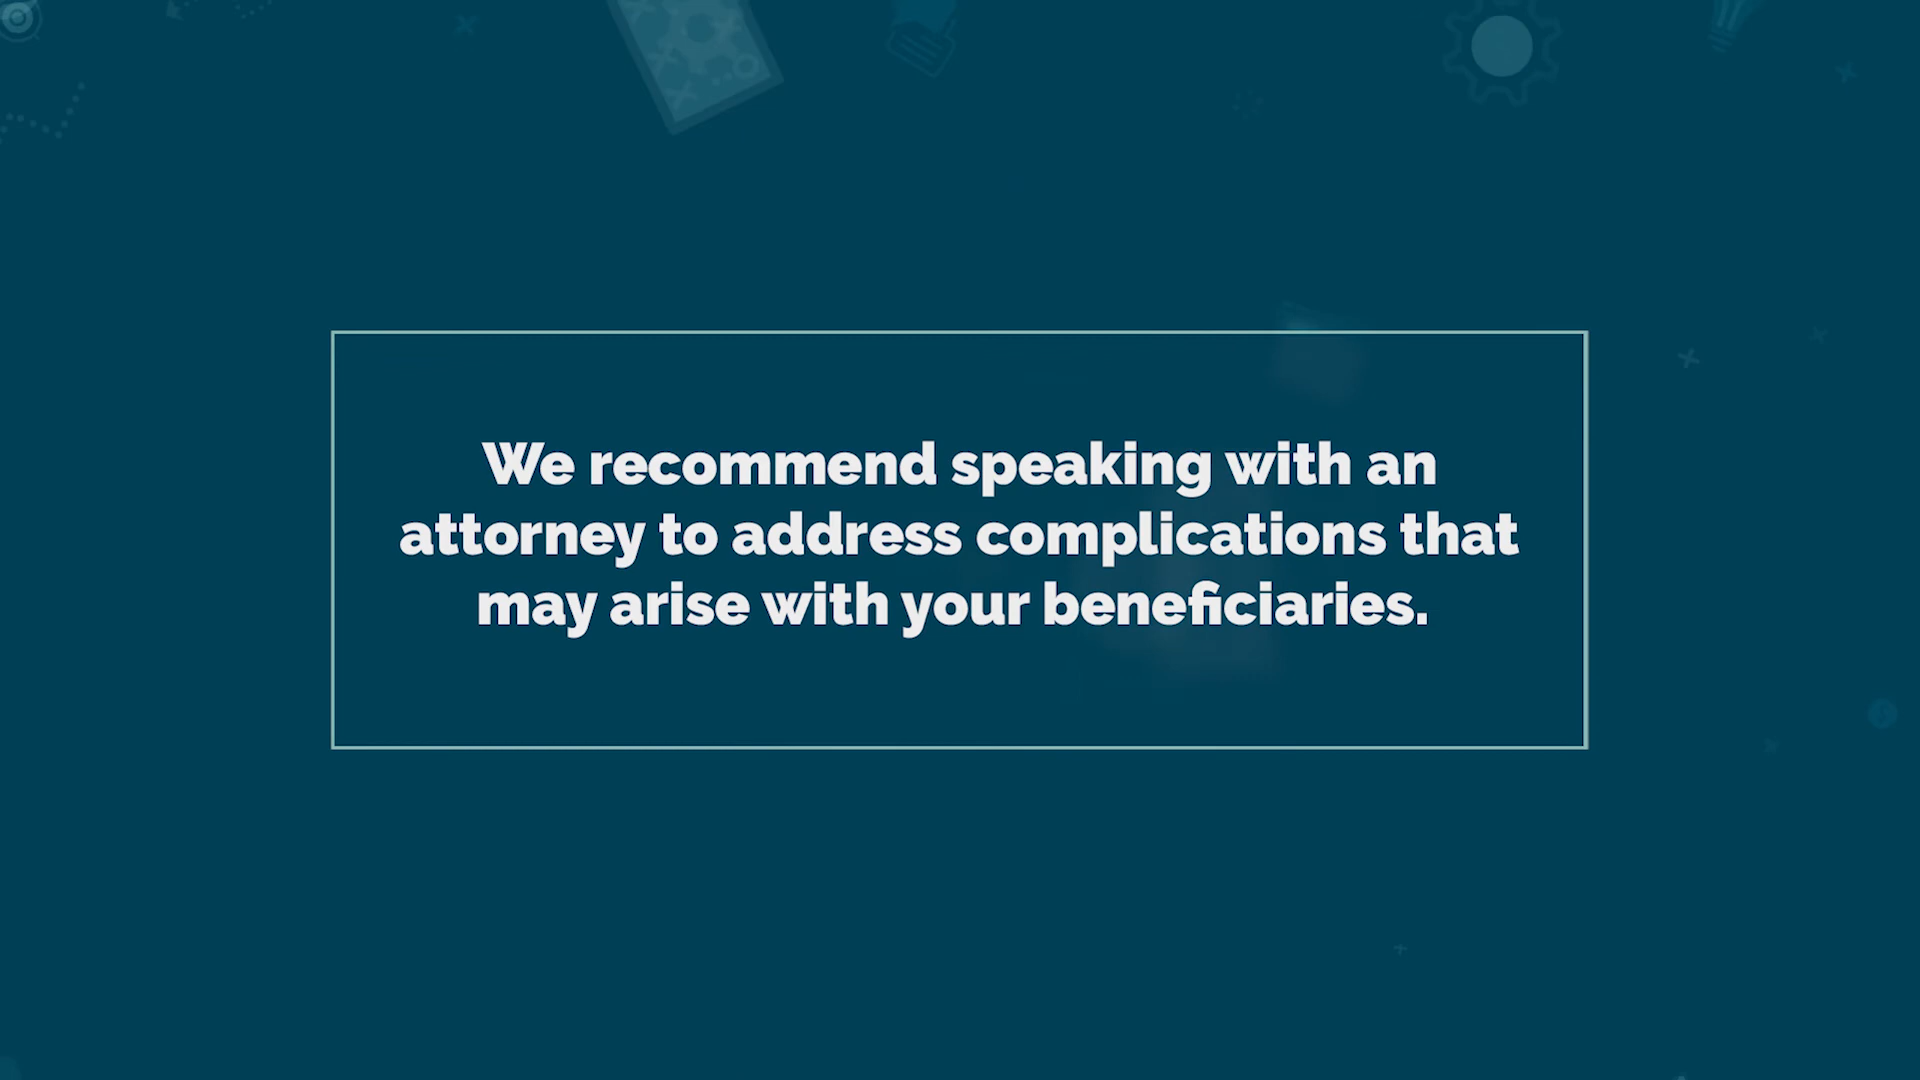 We recommend speaking with an
attorney to address complications that
may arise with your beneficiaries.